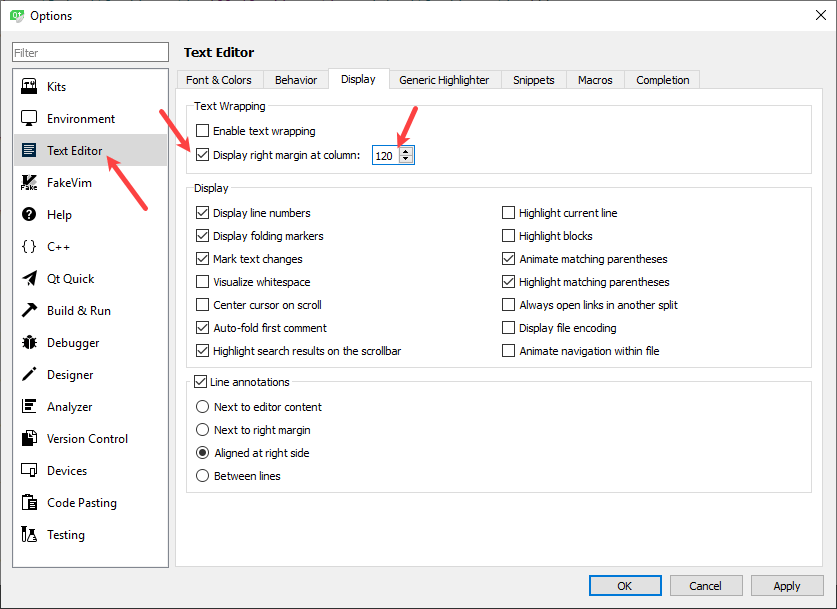 Options
Filter
Kits
Environment
Text Editor
FakeVim
Help
C++
Qt Quick
Build & Run
Debugger
Designer
Analyzer
Version Control
Devices
Code Pasting
Testing
Text Editor
Font & Colors Behavior Display Generic Highlighter Snippets Macros Completion
Text Wrapping
Enable text wrapping
Display right margin at column: 120
Display
Display line numbers
Display folding markers
Mark text changes
Visualize whitespace
Center cursor on scroll
Auto-fold first comment
Highlight search results on the scrollbar
Highlight current line
Highlight blocks
Animate matching parentheses
Highlight matching parentheses
Always open links in another split
Display file encoding
Animate navigation within file
Line annotations
Next to editor content
Next to right margin
Aligned at right side
Between lines
OK Cancel Apply